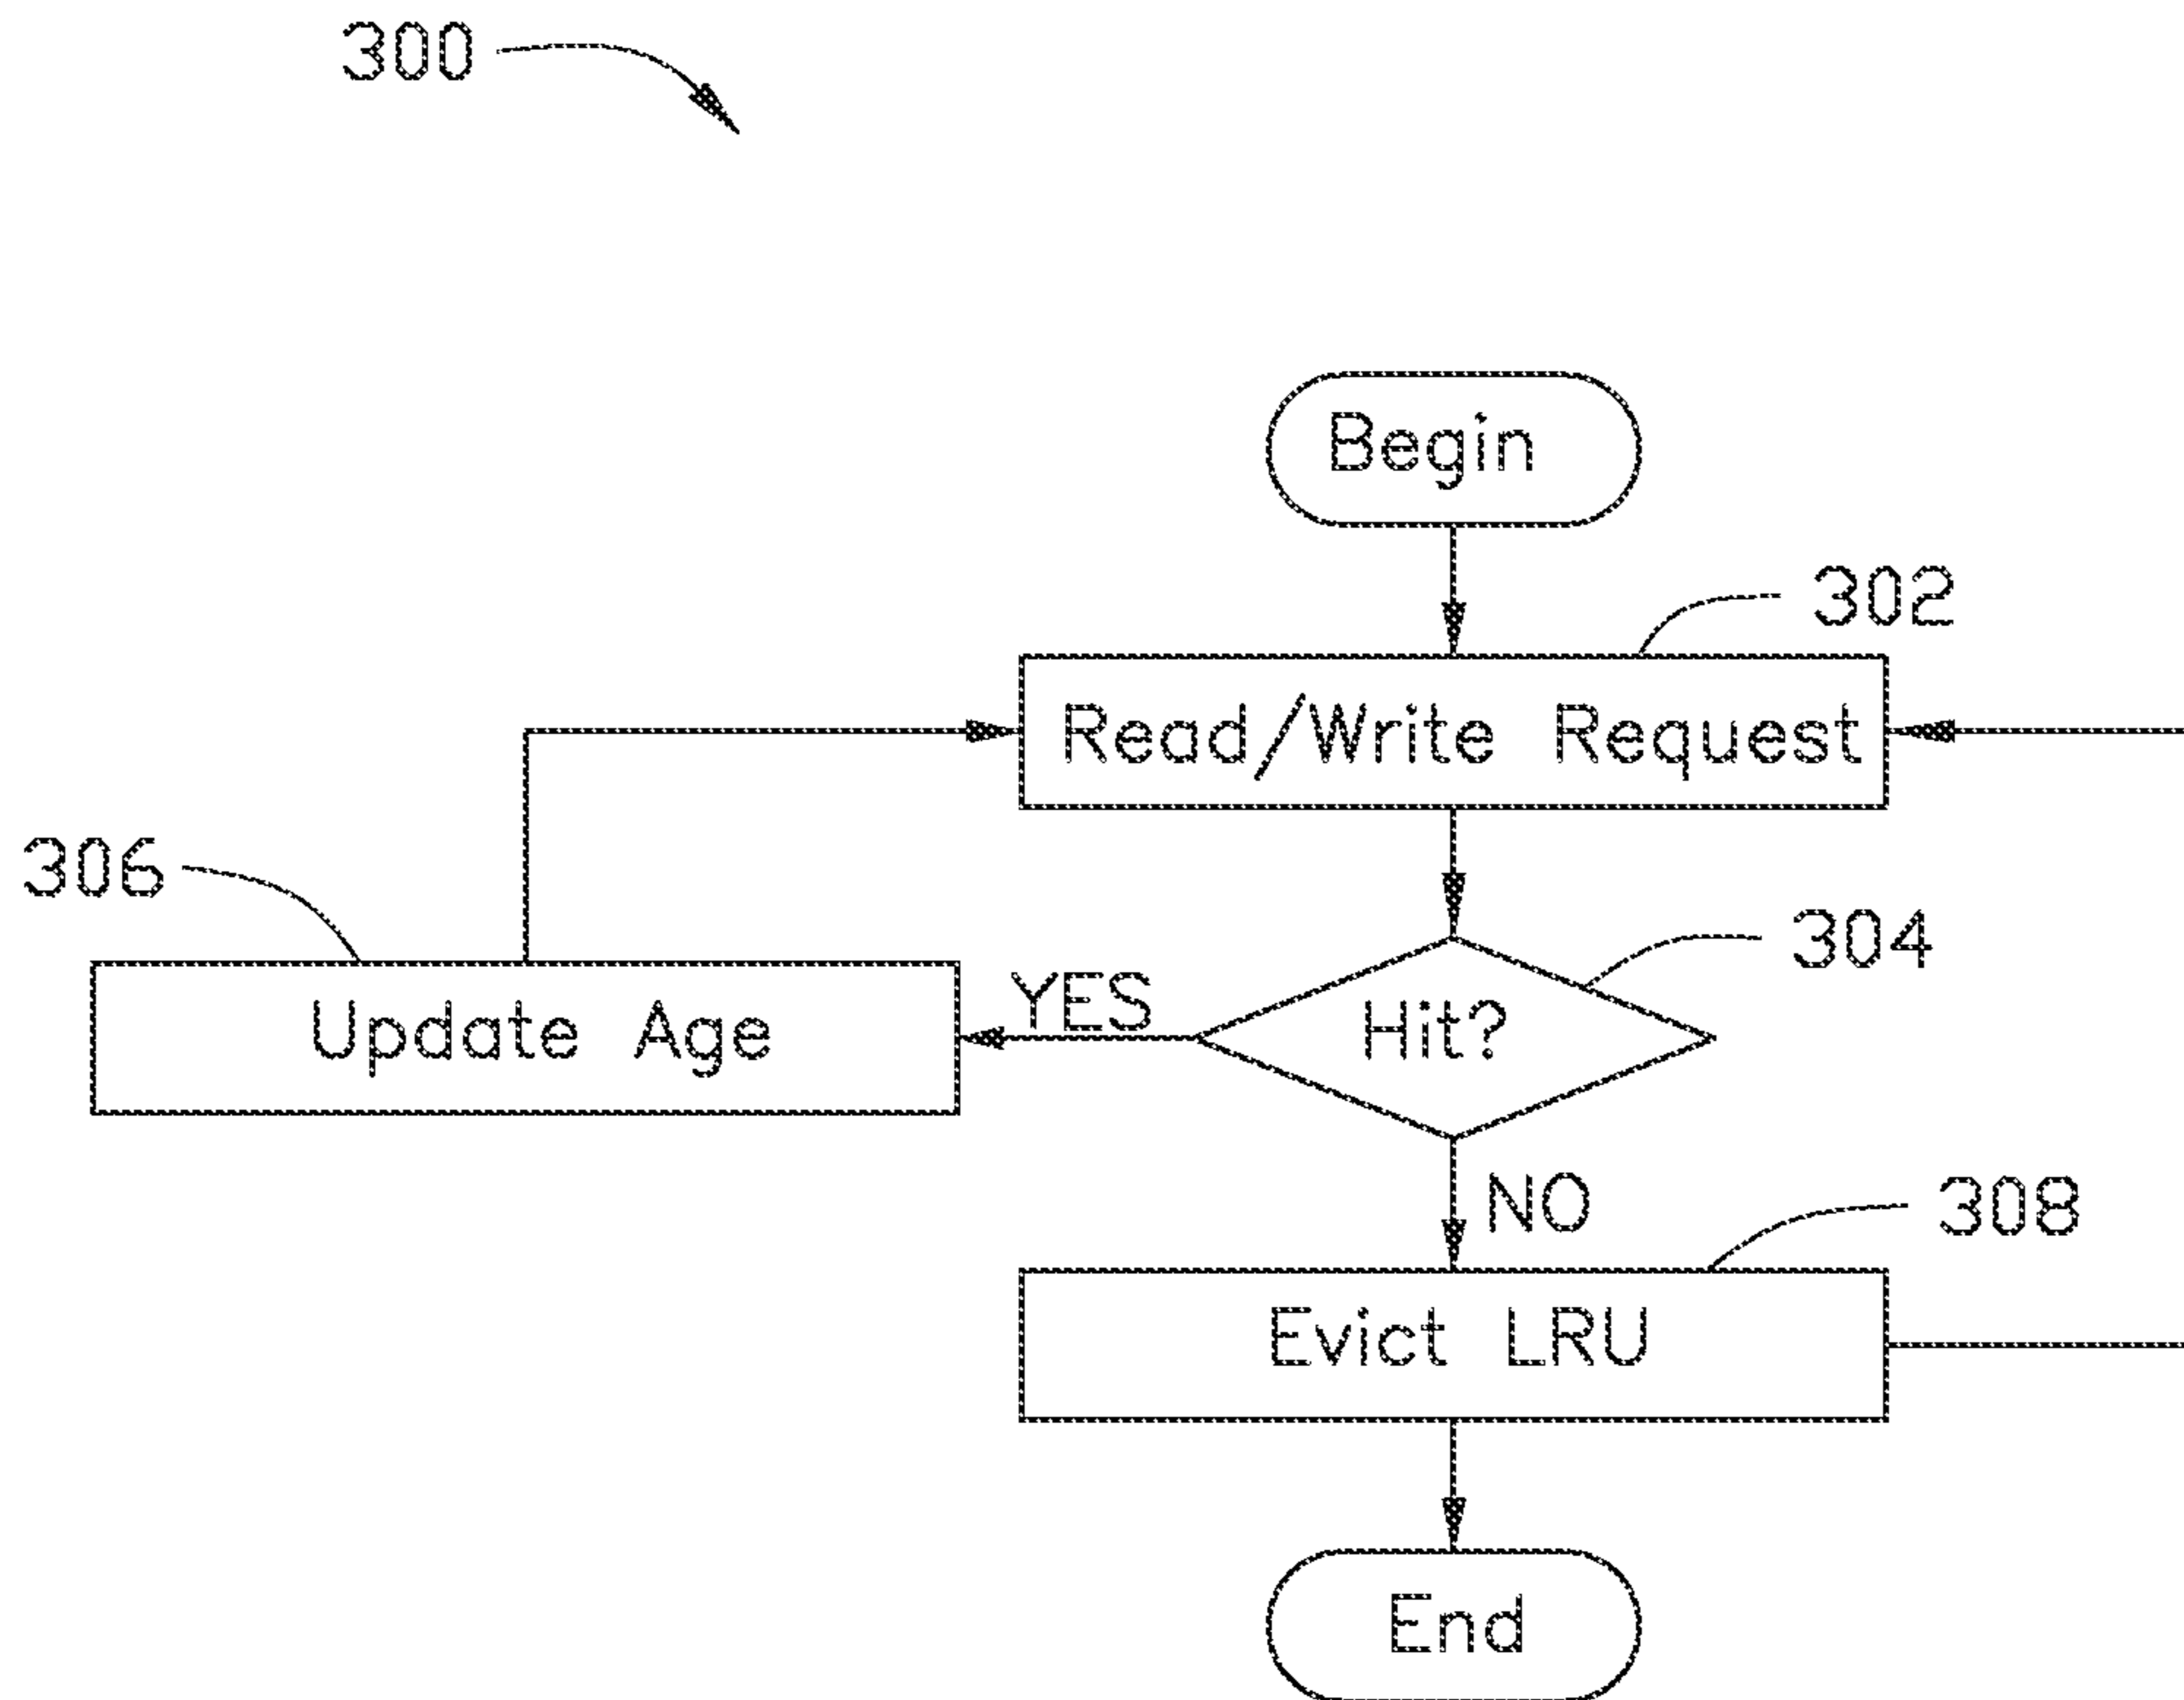 300
Begin
302
Read/Write Request
306
304
YES
Hit?
Update Age
NO
308
Evict LRU
End